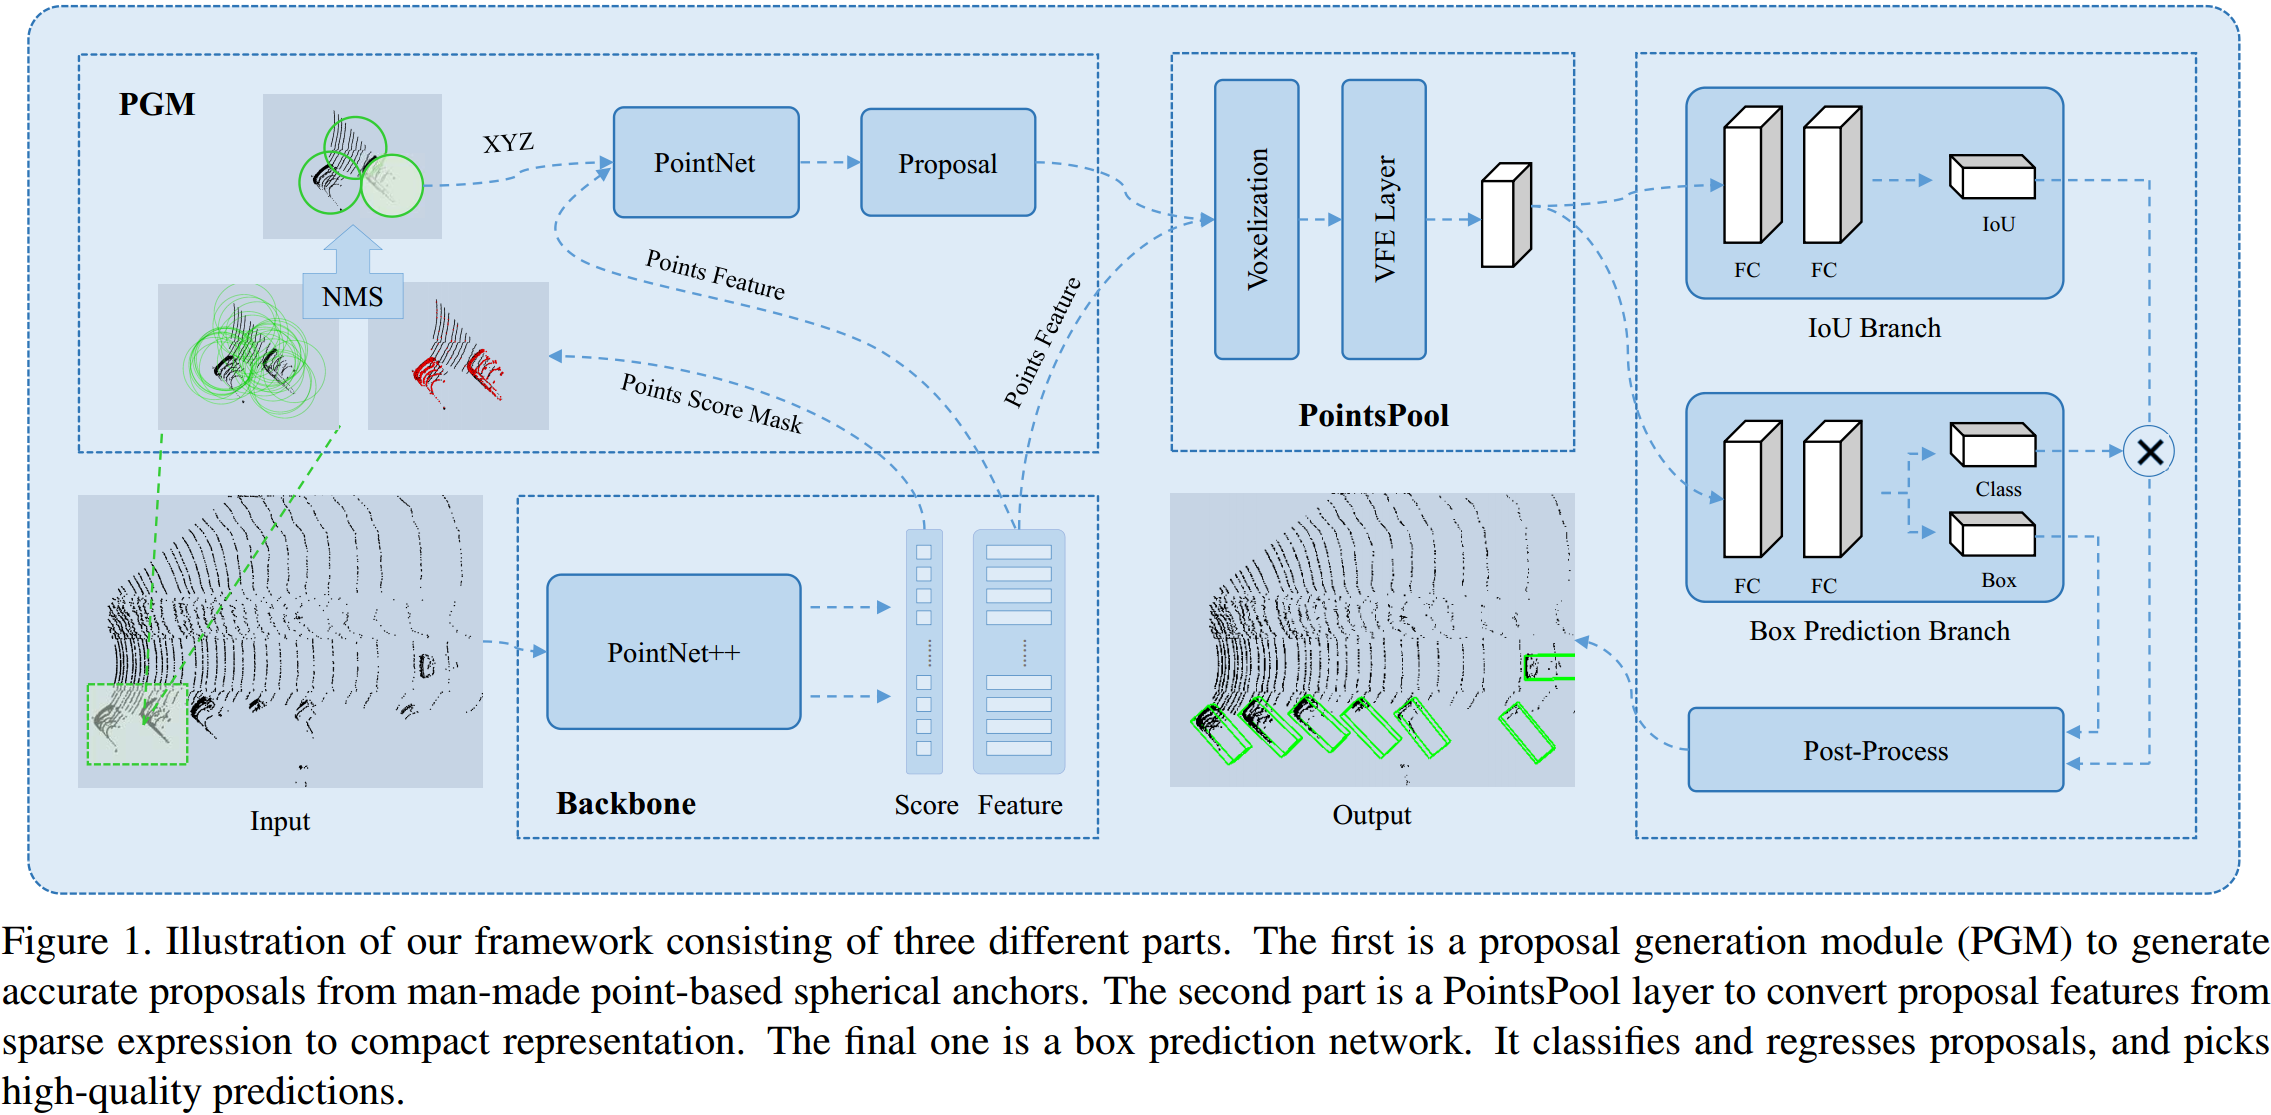 PGM
XYZ
PointNet
Proposal
NMS
Points Feature
Points Score Mask
Points Feature
Input
PointNet++
Backbone
Score
Feature
Voxelization
VFE Layer
PointsPool
Output
FC
FC
IoU
IoU Branch
FC
FC
Class
Box
Box Prediction Branch
Post-Process
Figure 1. Illustration of our framework consisting of three different parts. The first is a proposal generation module (PGM) to generate
accurate proposals from man-made point-based spherical anchors. The second part is a PointsPool layer to convert proposal features from
sparse expression to compact representation. The final one is a box prediction network. It classifies and regresses proposals, and picks
high-quality predictions.